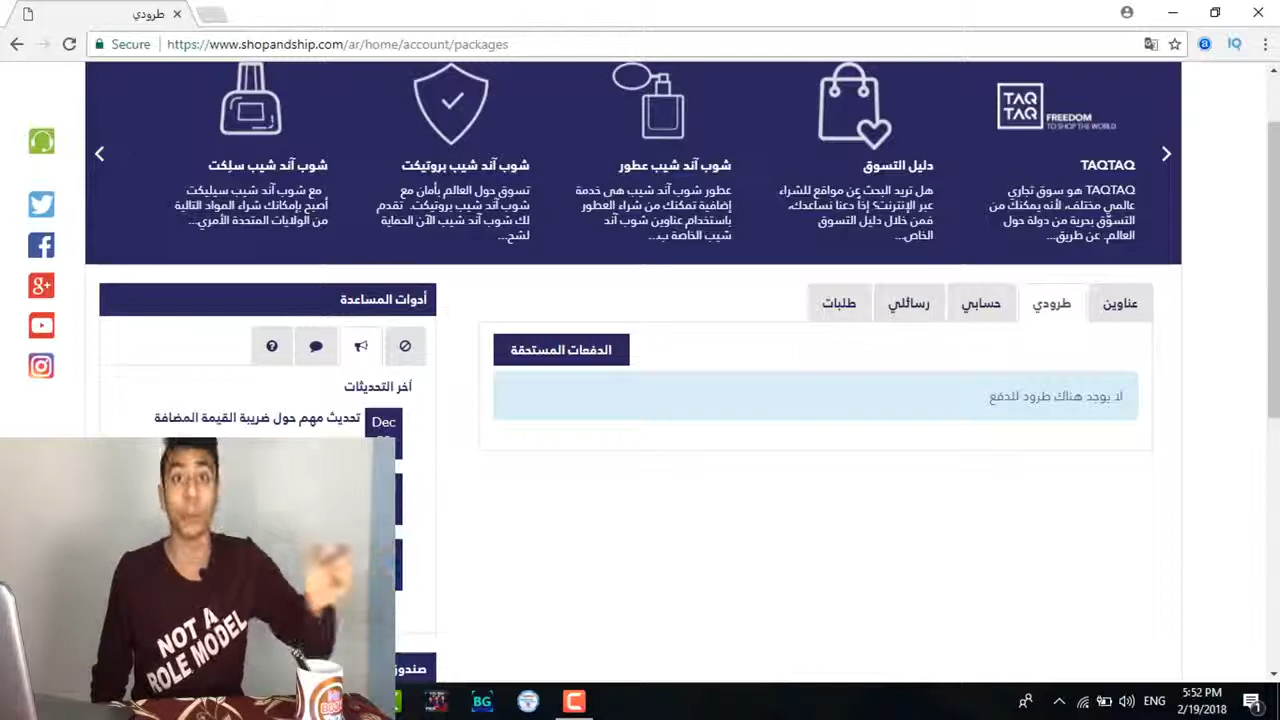 طرودي
Secure
https://www.shopandship.com/ar/home/account/packages
TAQ
TAQ
FREEDOM
TO SHOP THE WORLD
TAQTAQ
TAQTAQ هو سوق تجاري
عالمي مختلف، لأنه يمكنك من
التسوّق بحرية من دولة حول
العالم. عن طريق...
دليل التسوق
هل تريد البحث عن مواقع للشراء
عبر الإنترنت؟ إذاً دعنا نساعدك،
فمن خلال دليل التسوق
الخاص...
شوب آند شيب عطور
عطور شوب آند شيب هي خدمة
إضافية تمكنك من شراء العطور
باستخدام عناوين شوب آند
شيب الخاصة ب...
شوب آند شيب بروتيكت
تسوق حول العالم بأمان مع
شوب آند شيب بروتيكت. تقدم
لك شوب آند شيب الآن الحماية
لشح...
شوب آند شيب سلِكت
مع شوب آند شيب سيليكت
أصبح بإمكانك شراء المواد التالية
من الولايات المتحدة الأمري...
عناوين
طرودي
حسابي
رسائلي
طلبات
الدفعات المستحقة
لا يوجد هناك طرود للدفع
أدوات المساعدة
أخر التحديثات
تحديث مهم حول ضريبة القيمة المضافة
Dec
صندوق
NOT A
ROLE MODEL
BG
ENG
5:52 PM
2/19/2018